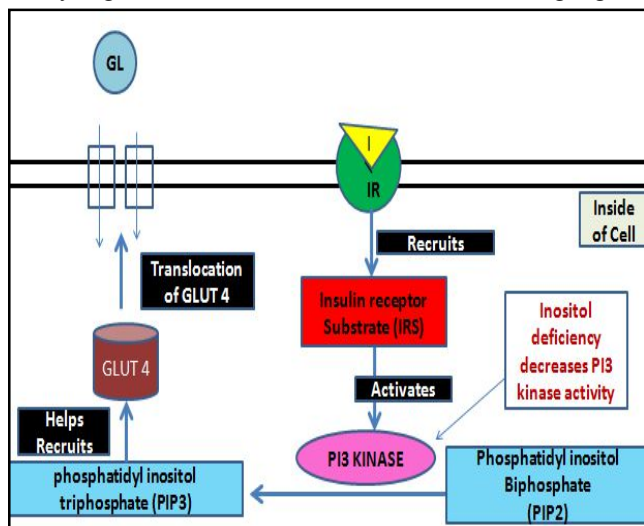 GL
I
IR
Inside
of Cell
Recruits
Translocation
of GLUT 4
Insulin receptor
Substrate (IRS)
Inositol
deficiency
decreases PI3
kinase activity
GLUT 4
Activates
Helps
Recruits
PI3 KINASE
Phosphatidyl inositol
Biphosphate
(PIP2)
phosphatidyl inositol
triphosphate (PIP3)